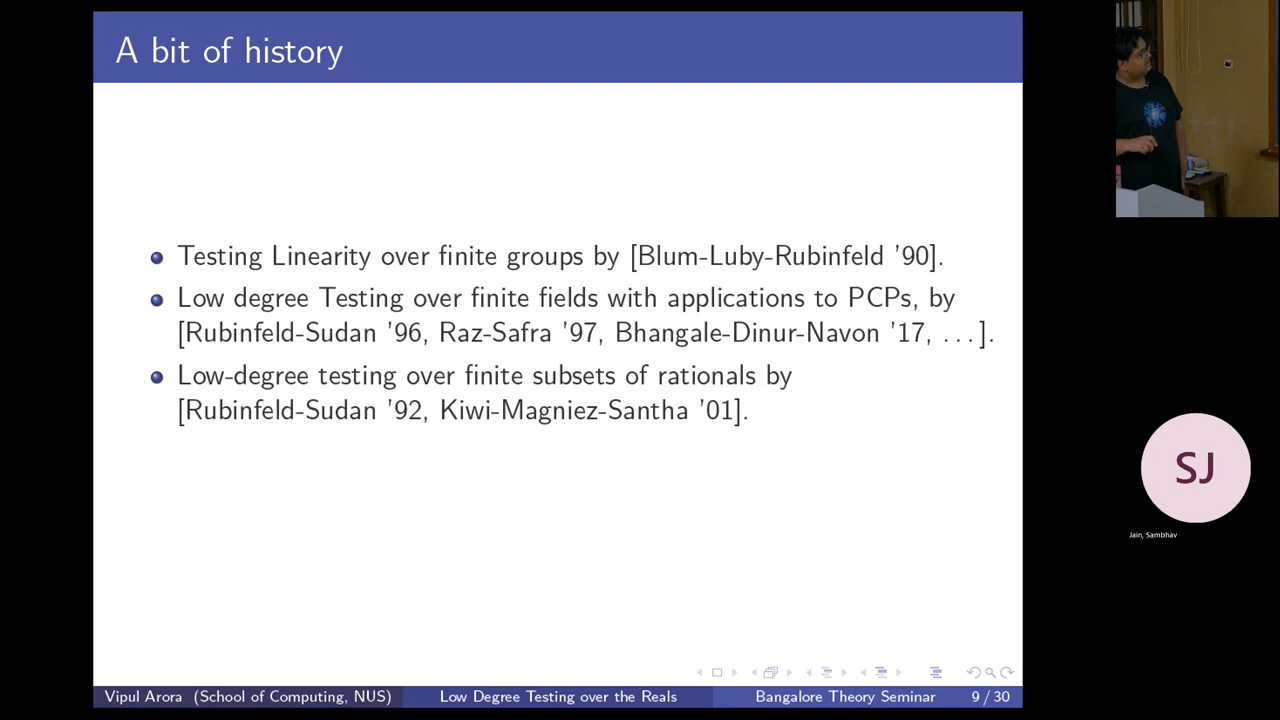 A bit of history
Testing Linearity over finite groups by [Blum-Luby-Rubinfeld '90].
Low degree Testing over finite fields with applications to PCPs, by
[Rubinfeld-Sudan '96, Raz-Safra '97, Bhangale-Dinur-Navon '17, ...].
Low-degree testing over finite subsets of rationals by
[Rubinfeld-Sudan '92, Kiwi-Magniez-Santha '01].
SJ
Jain, Sambhav
Vipul Arora (School of Computing, NUS) Low Degree Testing over the Reals Bangalore Theory Seminar 9 / 30